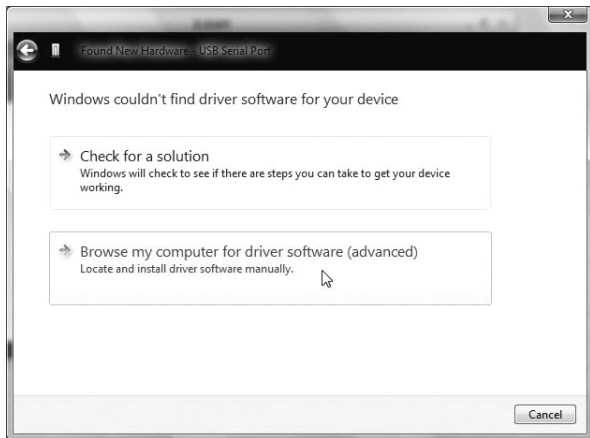 Found New Hardware - USB Serial Port
Windows couldn't find driver software for your device
Check for a solution
Windows will check to see if there are steps you can take to get your device
working.
Browse my computer for driver software (advanced)
Locate and install driver software manually.
Cancel